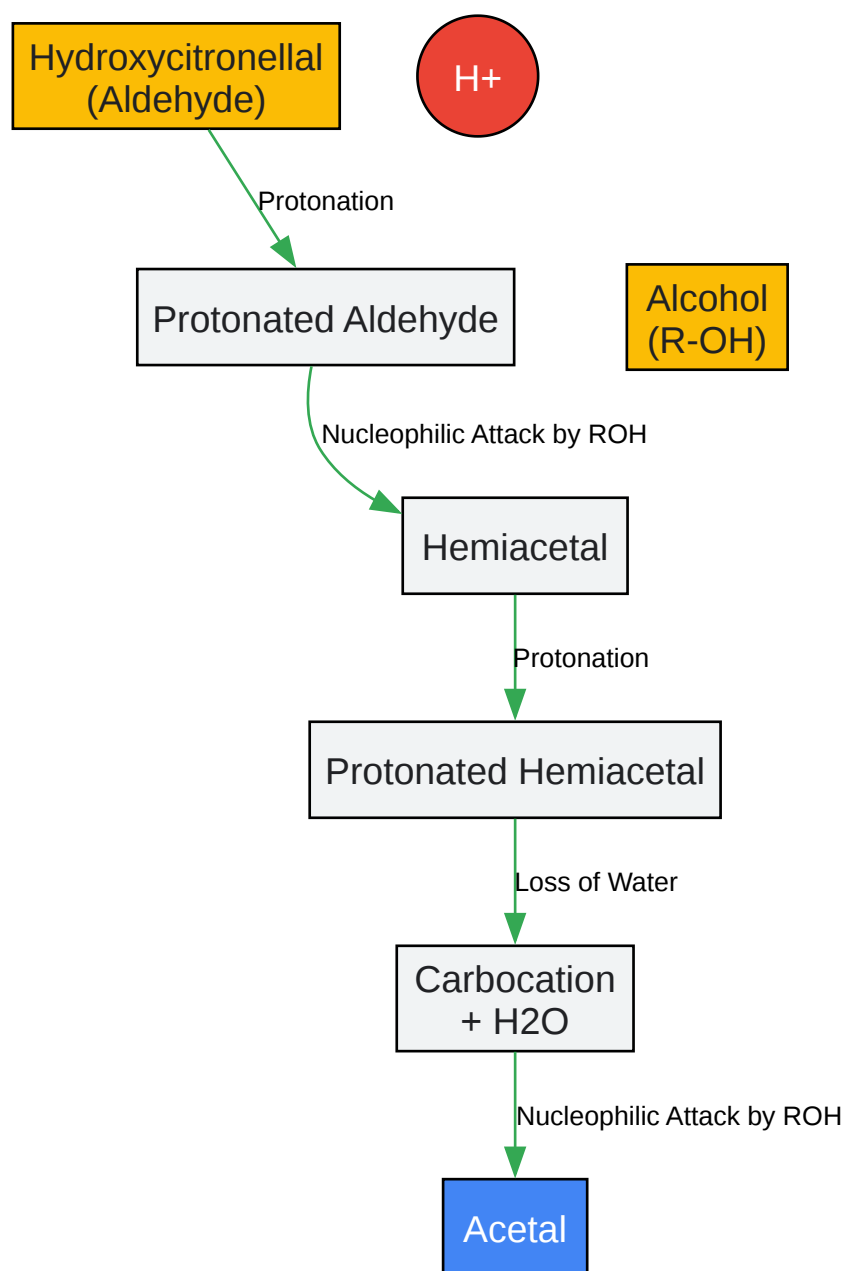 Hydroxycitronellal
(Aldehyde)
H+
Protonation
Protonated Aldehyde
Alcohol
(R-OH)
Nucleophilic Attack by ROH
Hemiacetal
Protonation
Protonated Hemiacetal
Loss of Water
Carbocation
+ H2O
Nucleophilic Attack by ROH
Acetal